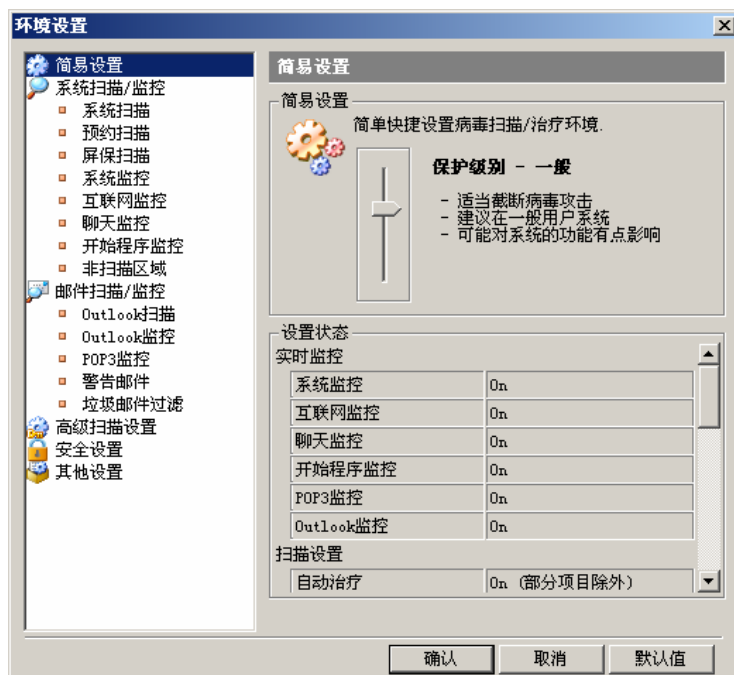 环境设置
简易设置
系统扫描/监控
系统扫描
预约扫描
屏保扫描
系统监控
互联网监控
聊天监控
开始程序监控
非扫描区域
邮件扫描/监控
Outlook扫描
Outlook监控
POP3监控
警告邮件
垃圾邮件过滤
高级扫描设置
安全设置
其他设置
简易设置
简易设置
简单快捷设置病毒扫描/治疗环境.
保护级别 - 一般
- 适当截断病毒攻击
- 建议在一般用户系统
- 可能对系统的功能有点影响
设置状态
实时监控
系统监控 On
互联网监控 On
聊天监控 On
开始程序监控 On
POP3监控 On
Outlook监控 On
扫描设置
自动治疗 On (部分项目除外)
确认 取消 默认值